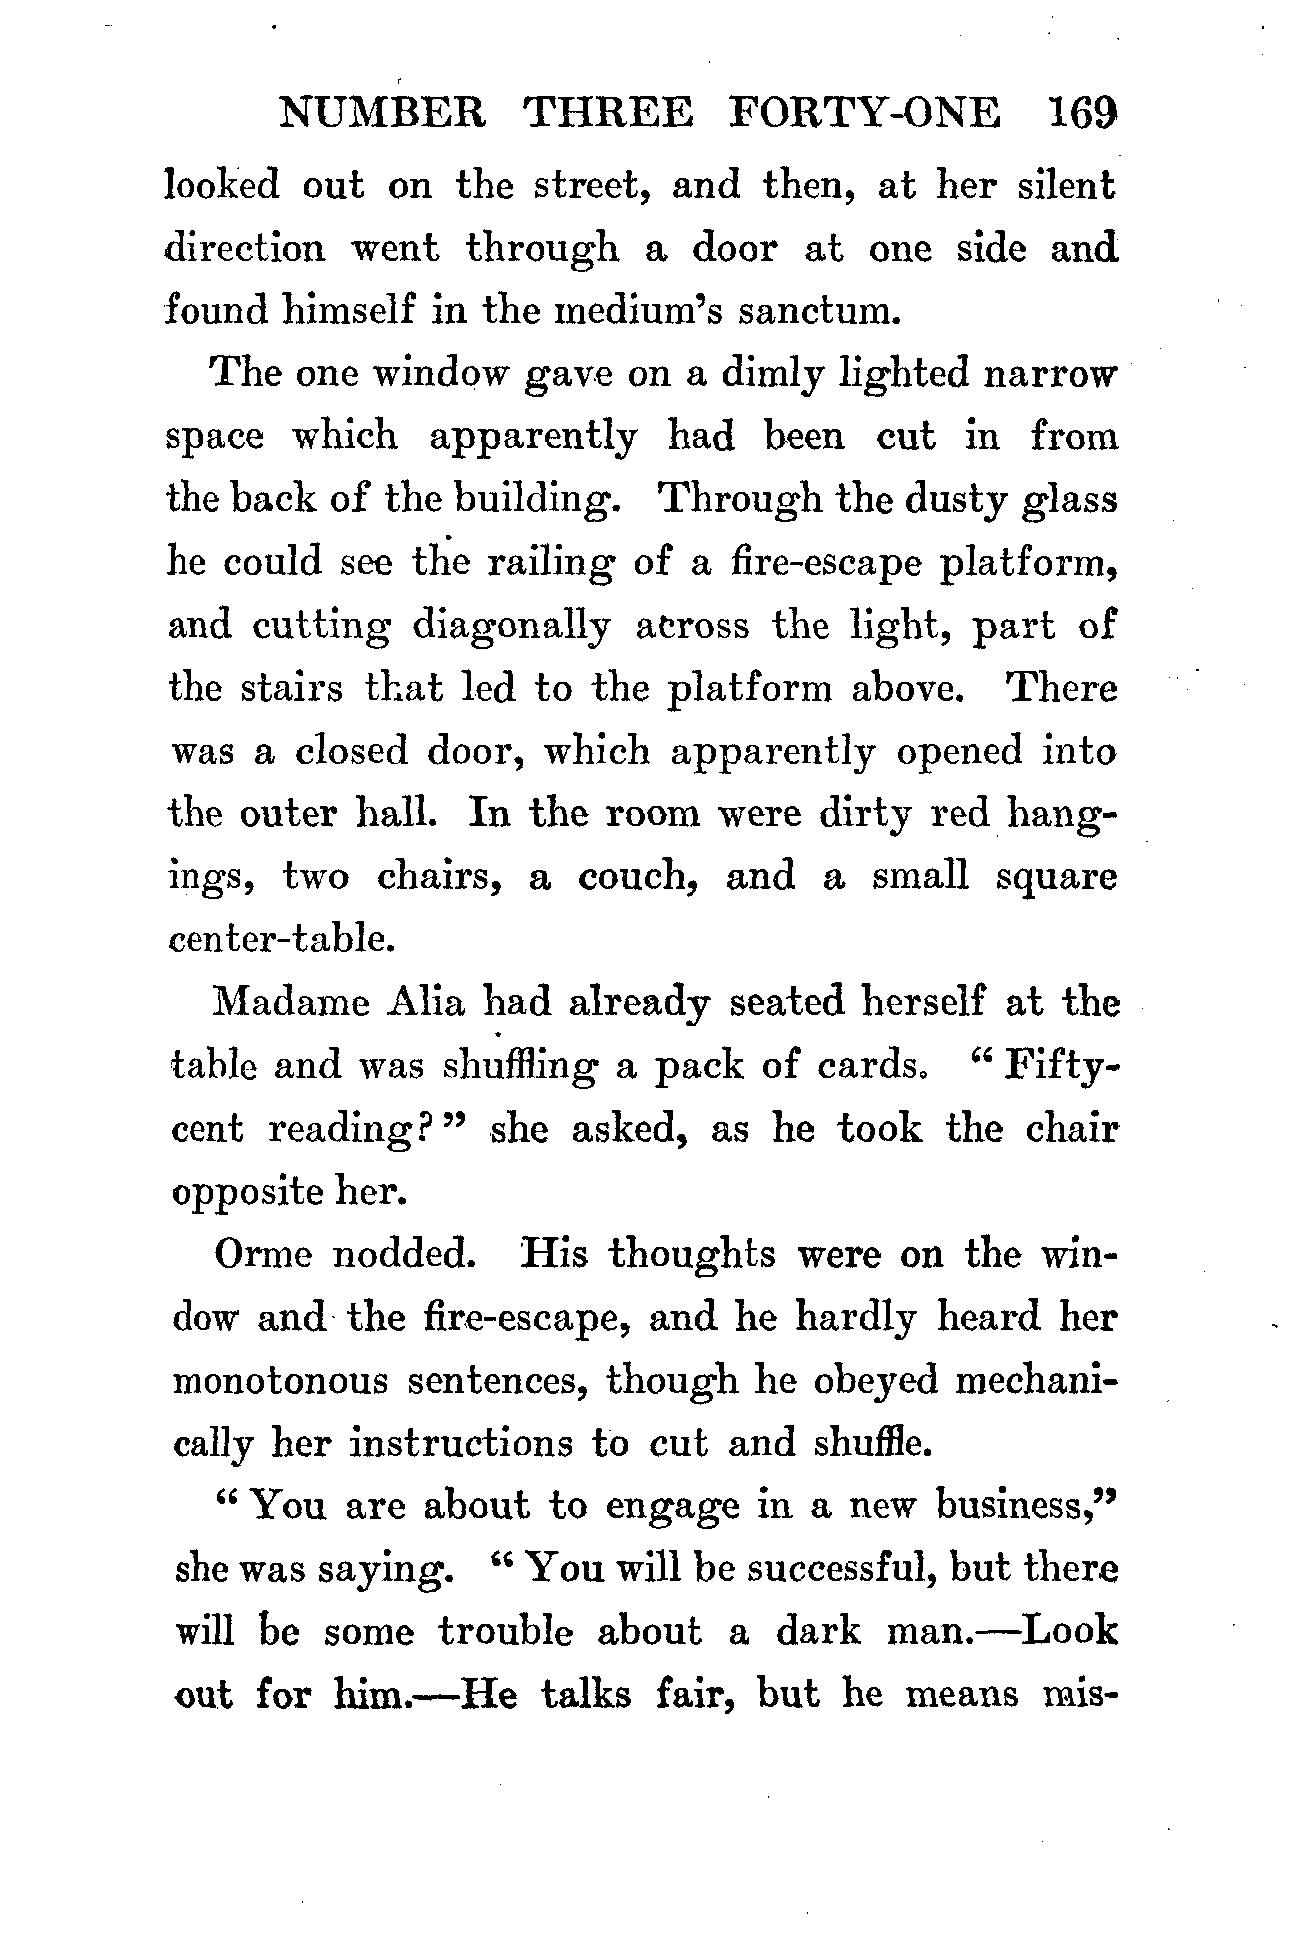 NUMBER THREE FORTY-ONE 169
looked out on the street, and then, at her silent
direction went through a door at one side and
found himself in the medium's sanctum.
The one window gave on a dimly lighted narrow
space which apparently had been cut in from
the back of the building. Through the dusty glass
he could see the railing of a fire-escape platform,
and cutting diagonally across the light, part of
the stairs that led to the platform above. There
was a closed door, which apparently opened into
the outer hall. In the room were dirty red hang-
ings, two chairs, a couch, and a small square
center-table.
Madame Alia had already seated herself at the
table and was shuffling a pack of cards. "Fifty-
cent reading?" she asked, as he took the chair
opposite her.
Orme nodded. His thoughts were on the win-
dow and the fire-escape, and he hardly heard her
monotonous sentences, though he obeyed mechani-
cally her instructions to cut and shuffle.
"You are about to engage in a new business,"
she was saying. "You will be successful, but there
will be some trouble about a dark man.—Look
out for him.—He talks fair, but he means mis-